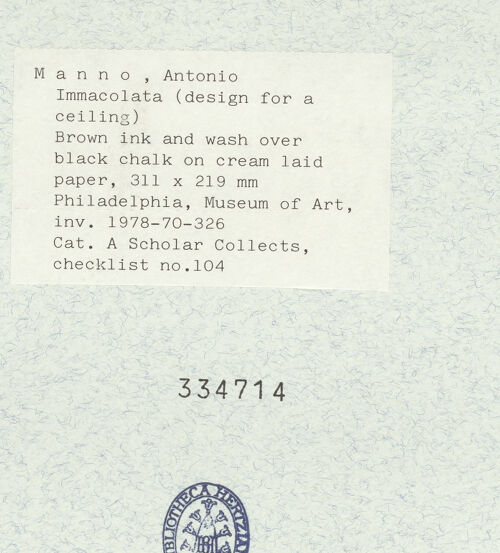 M a n n o , Antonio
Immacolata (design for a
ceiling)
Brown ink and wash over
black chalk on cream laid
paper, 311 x 219 mm
Philadelphia, Museum of Art,
inv. 1978-70-326
Cat. A Scholar Collects,
checklist no.104
334714
BIBLIOTHECA HERTZIANA